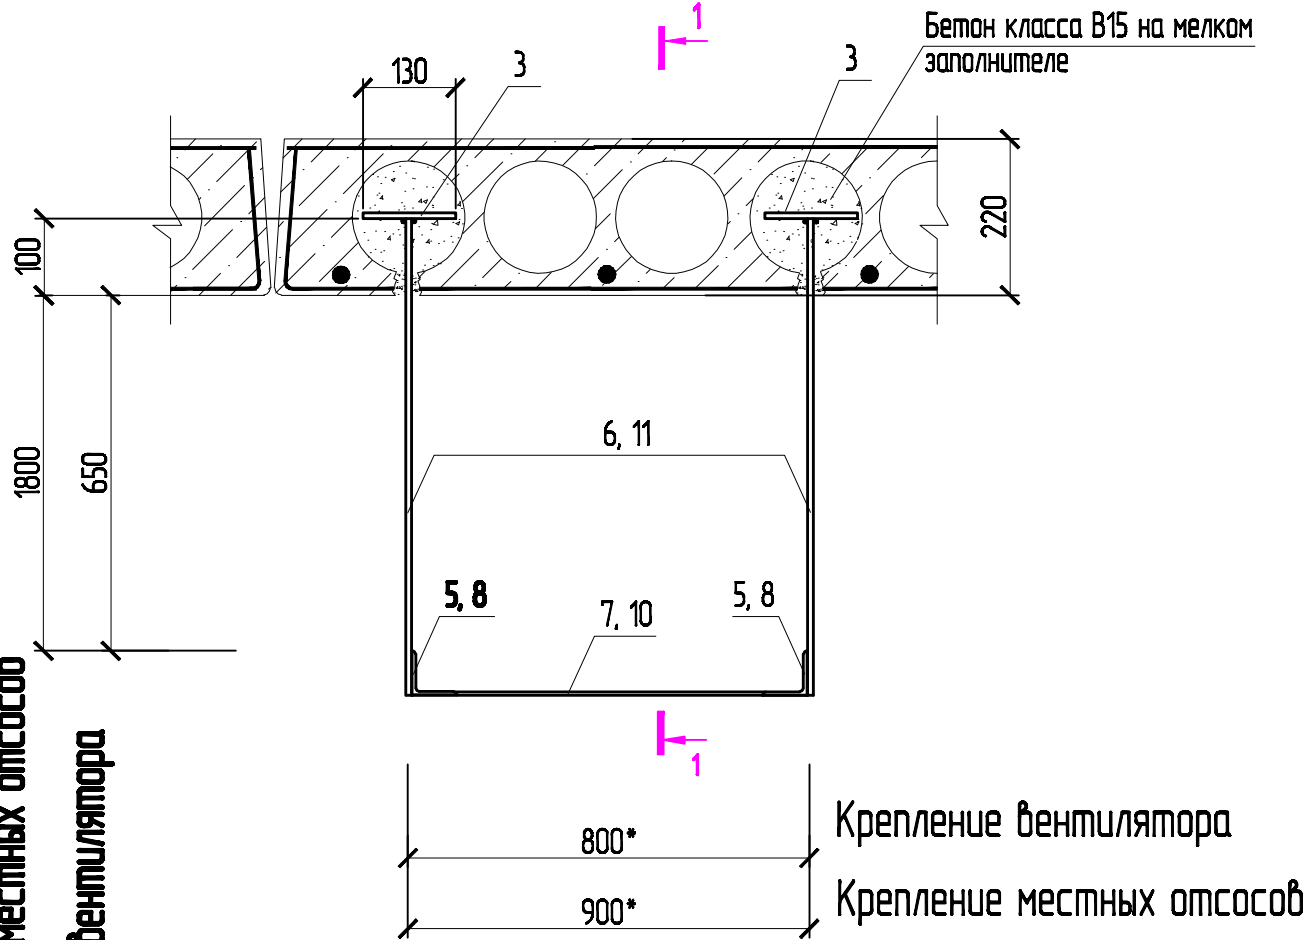 1
Бетон класса В15 на мелком
заполнителе
3
3
130
220
100
1800
650
6, 11
5, 8
5, 8
7, 10
1
местных отсосов
вентилятора
800*
Крепление вентилятора
900*
Крепление местных отсосов